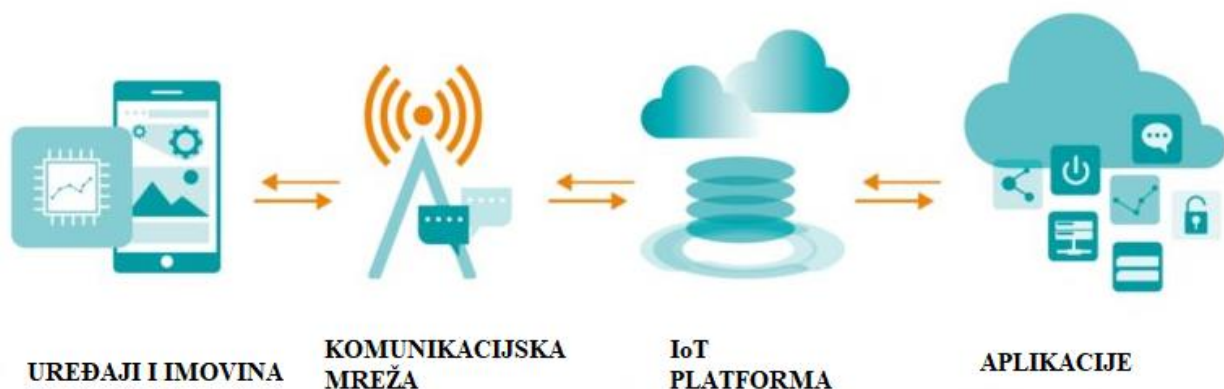 UREĐAJI I IMOVINA
KOMUNIKACIJSKA
MREŽA
IoT
PLATFORMA
APLIKACIJE